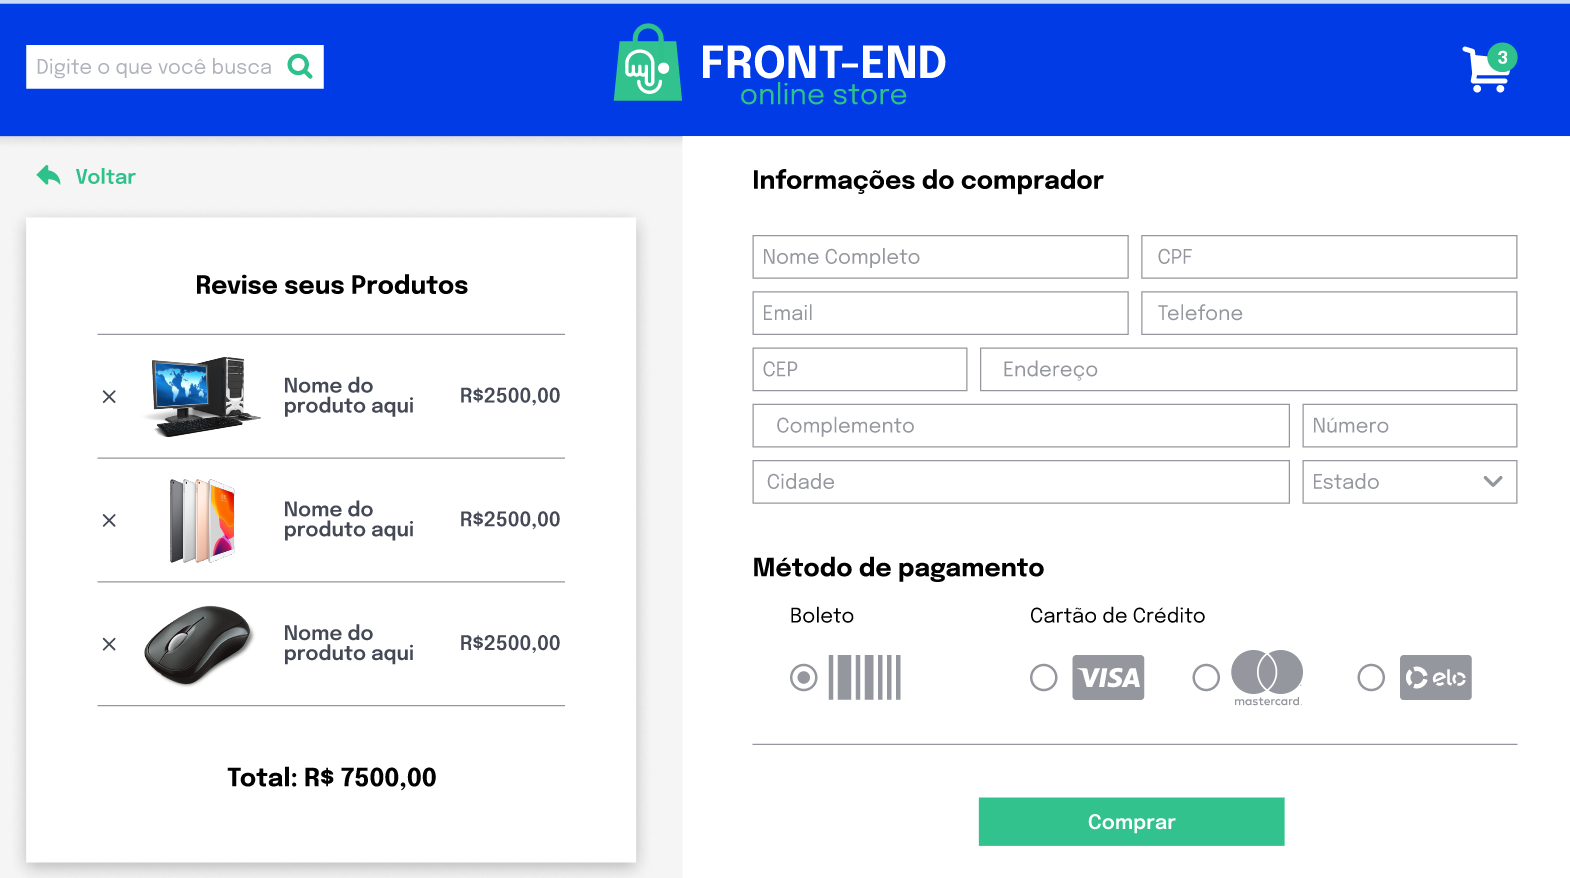 Digite o que você busca
FRONT-END
online store
3
Voltar
Revise seus Produtos
Nome do
produto aqui
R$2500,00
Nome do
produto aqui
R$2500,00
Nome do
produto aqui
R$2500,00
Total: R$ 7500,00
Informações do comprador
Nome Completo
CPF
Email
Telefone
CEP
Endereço
Complemento
Número
Cidade
Estado
Método de pagamento
Boleto
Cartão de Crédito
VISA
mastercard.
elo
Comprar